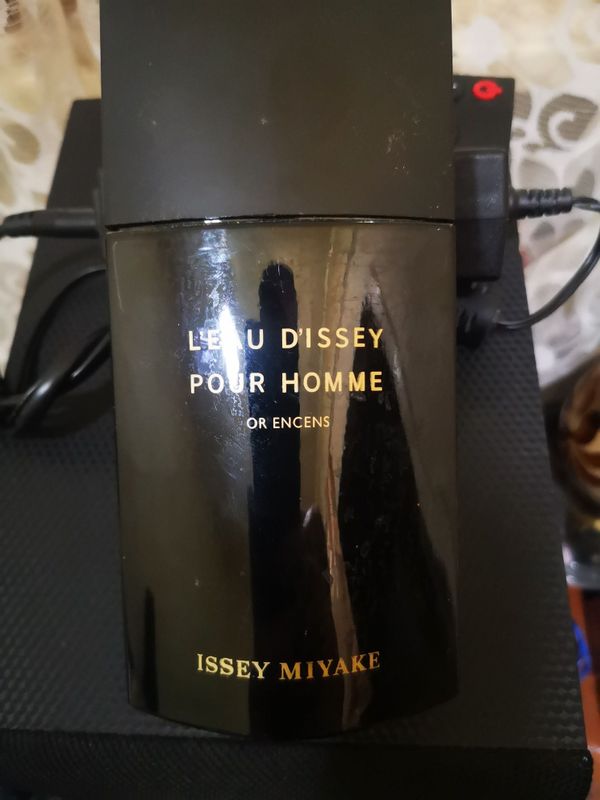 L'EAU D'ISSEY
POUR HOMME
OR ENCENS
ISSEY MIYAKE